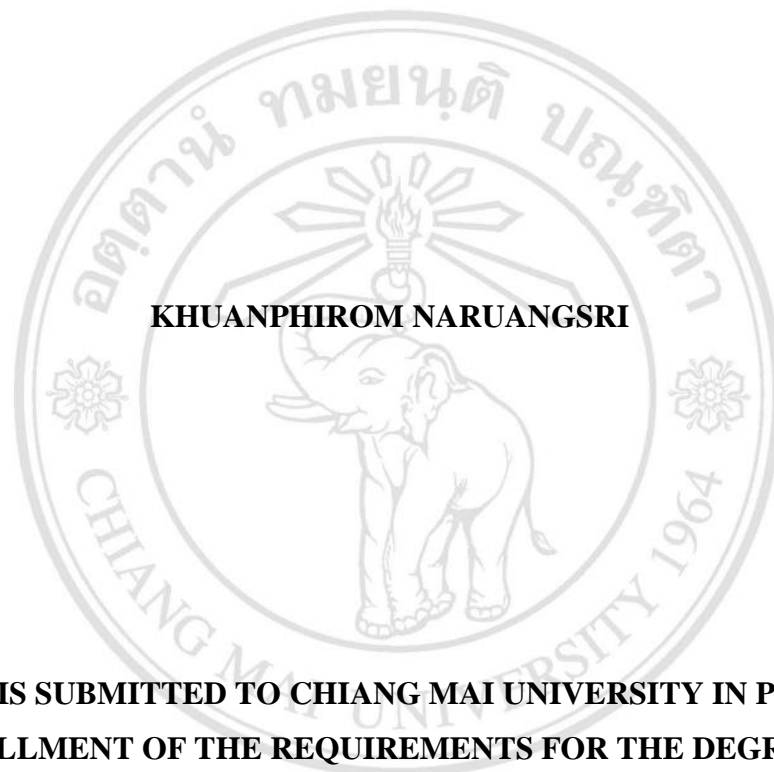 อตฺตานํ ทมยนฺติ ปณฺฑิตา
KHUANPHIROM NARUANGSRI
CHIANG MAI UNIVERSITY 1964
IS SUBMITTED TO CHIANG MAI UNIVERSITY IN P
LLMENT OF THE REQUIREMENTS FOR THE DEGR